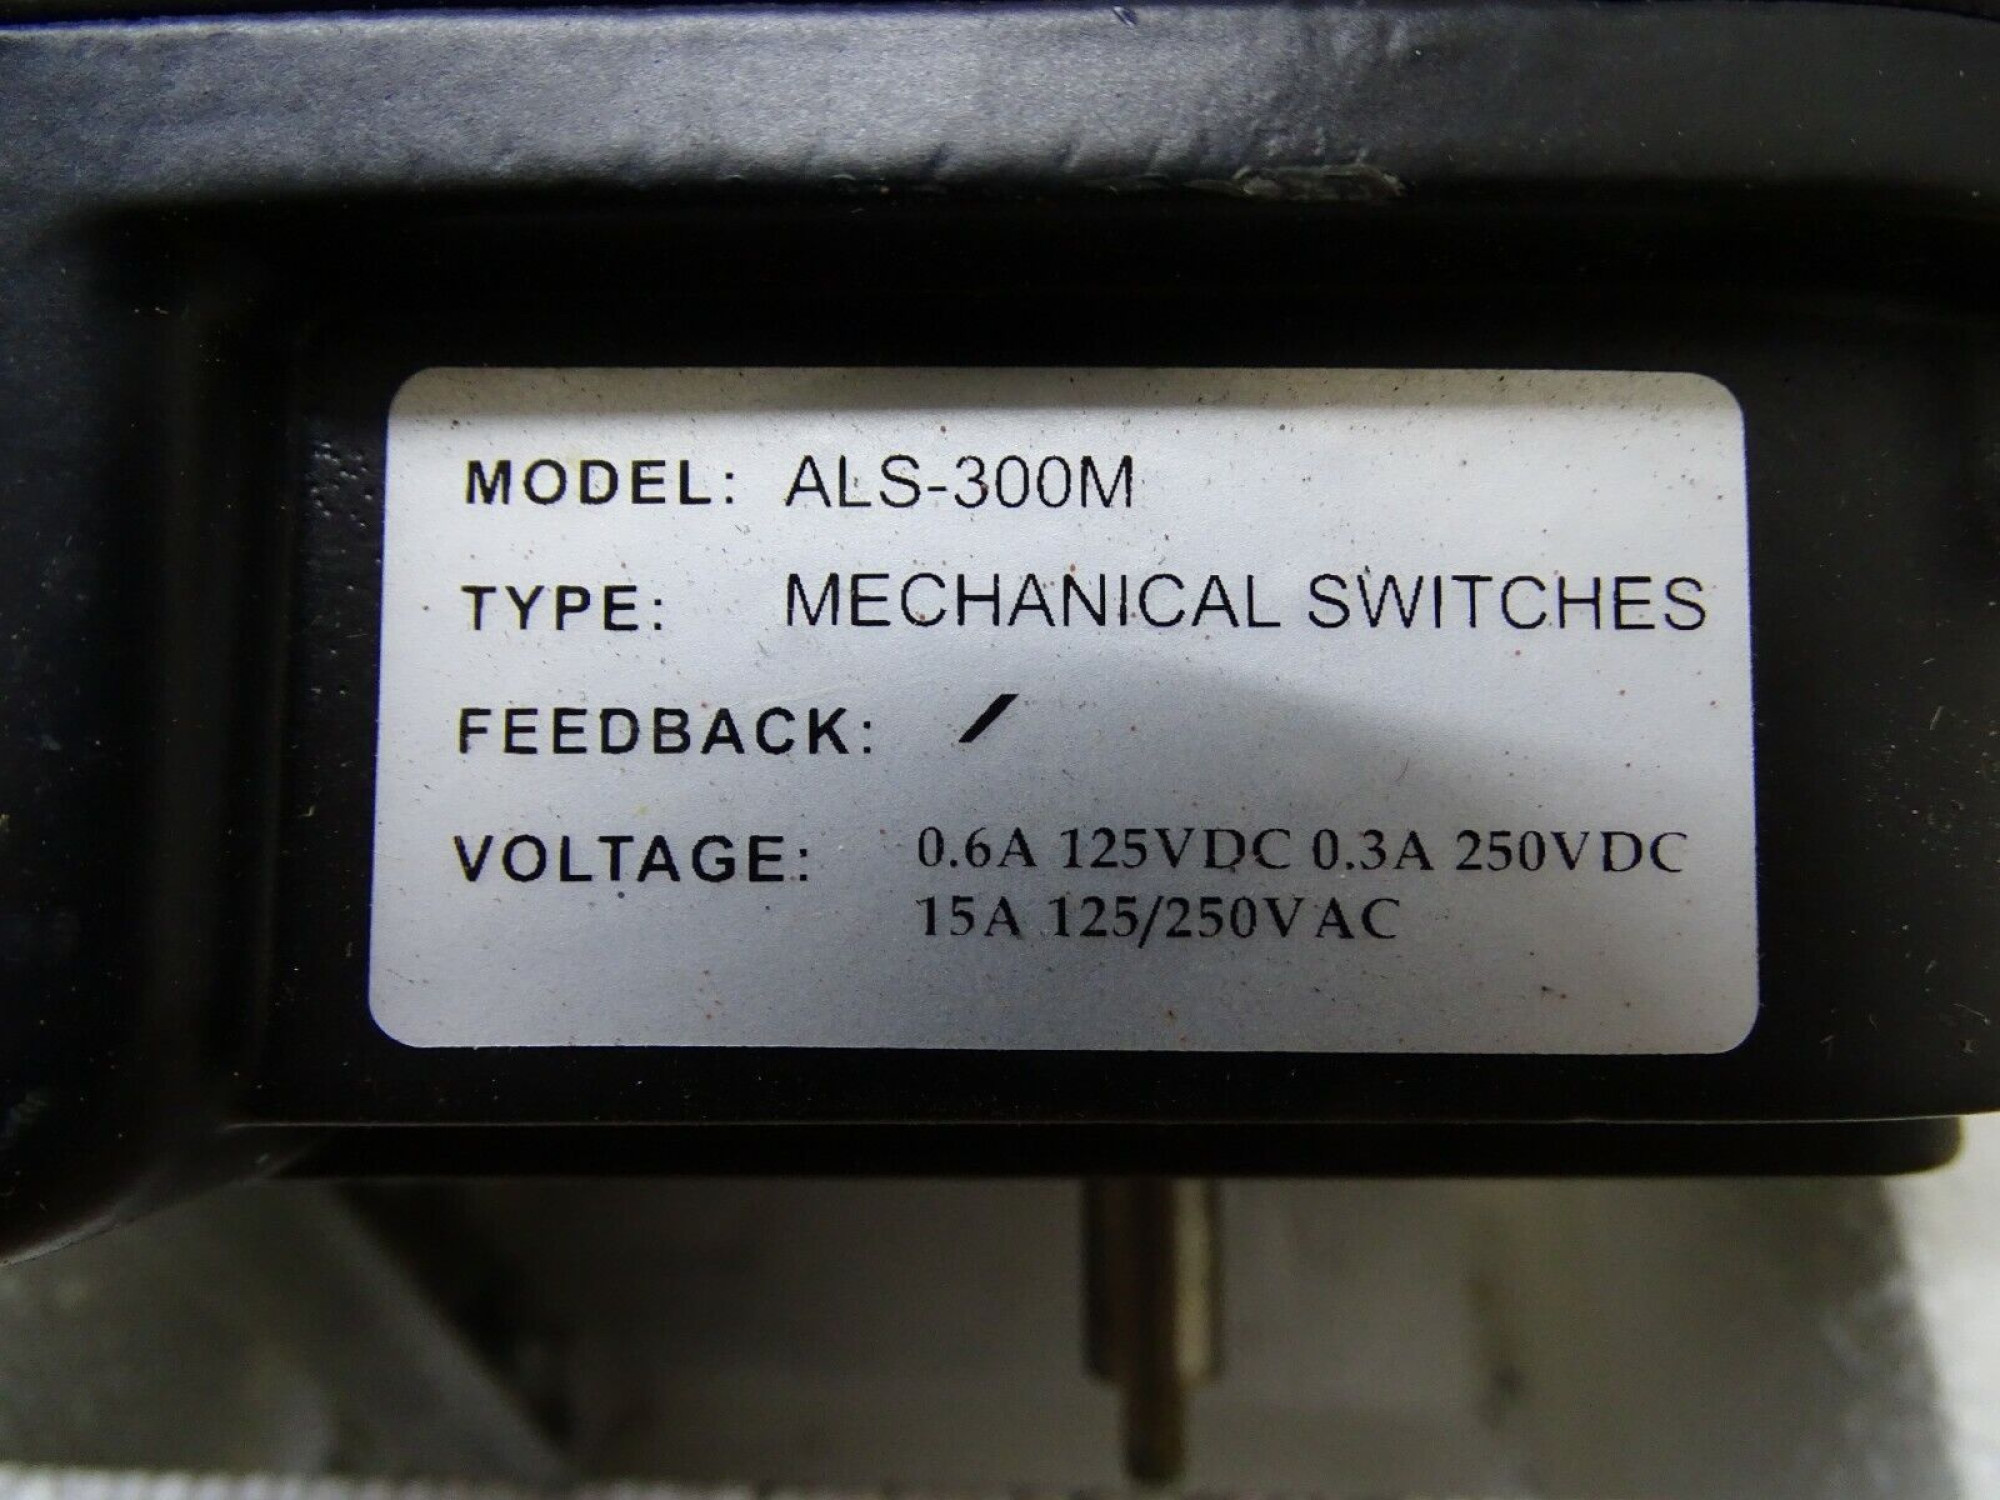 MODEL: ALS-300M
TYPE: MECHANICAL SWITCHES
FEEDBACK: /
VOLTAGE: 0.6A 125VDC 0.3A 250VDC
15A 125/250VAC